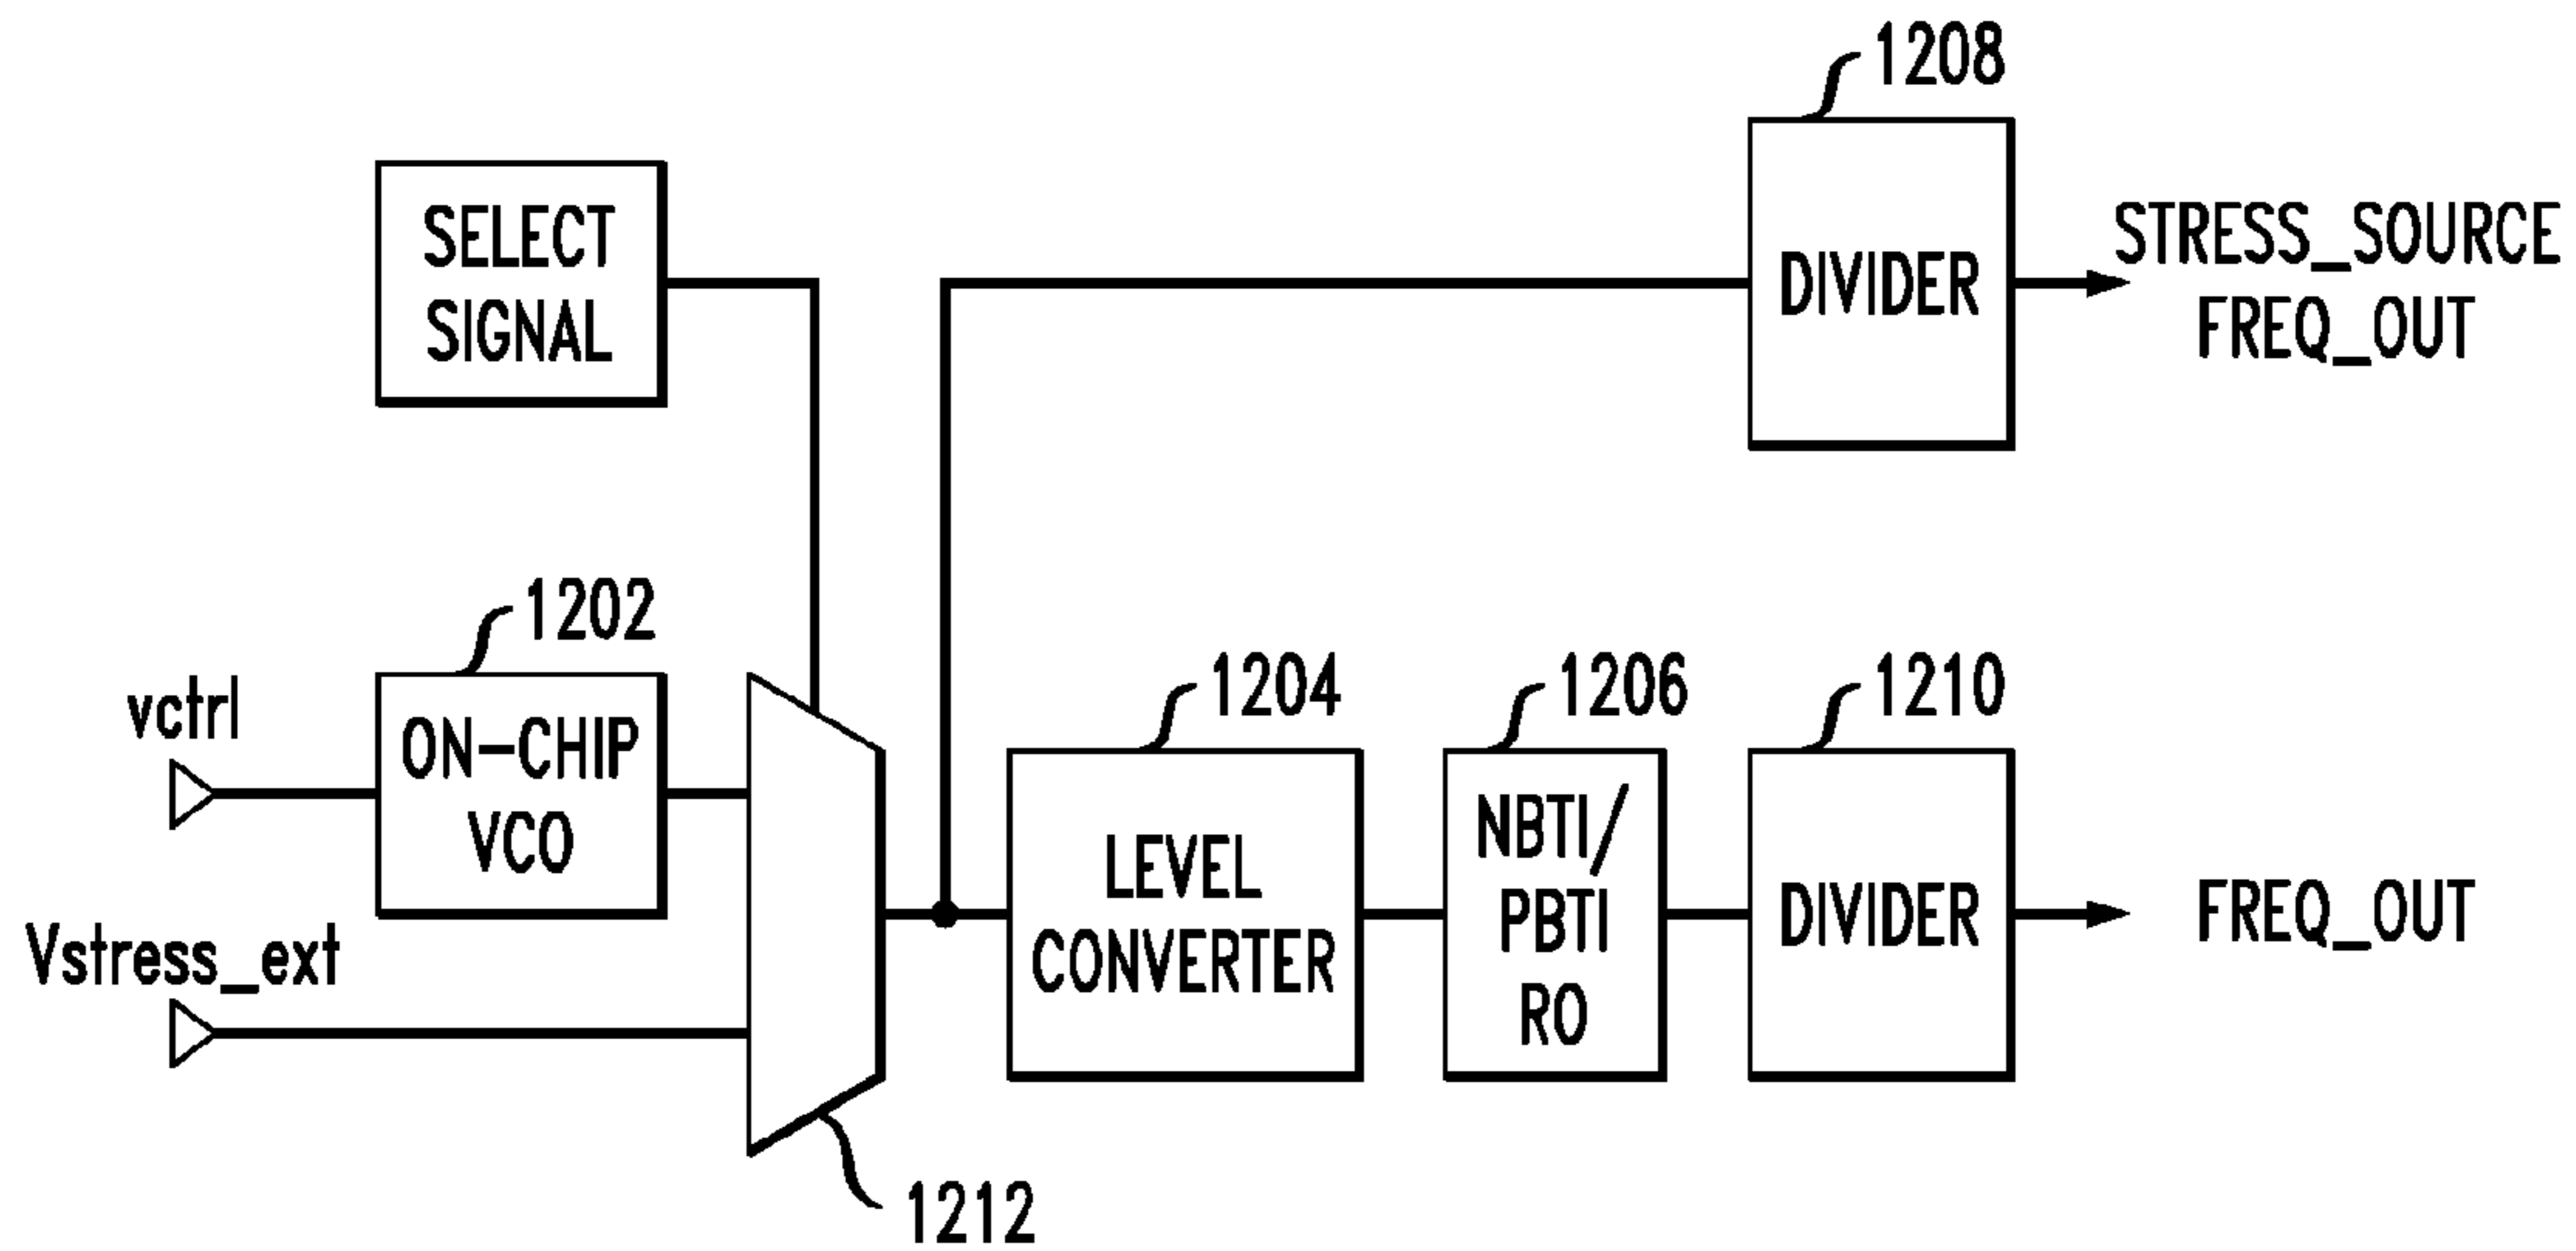 1208
SELECT
SIGNAL
DIVIDER
STRESS_SOURCE
FREQ_OUT
1202
vctrl
ON-CHIP
VCO
Vstress_ext
1204
1206
1210
LEVEL
CONVERTER
NBTI/
PBTI
RO
DIVIDER
FREQ_OUT
1212